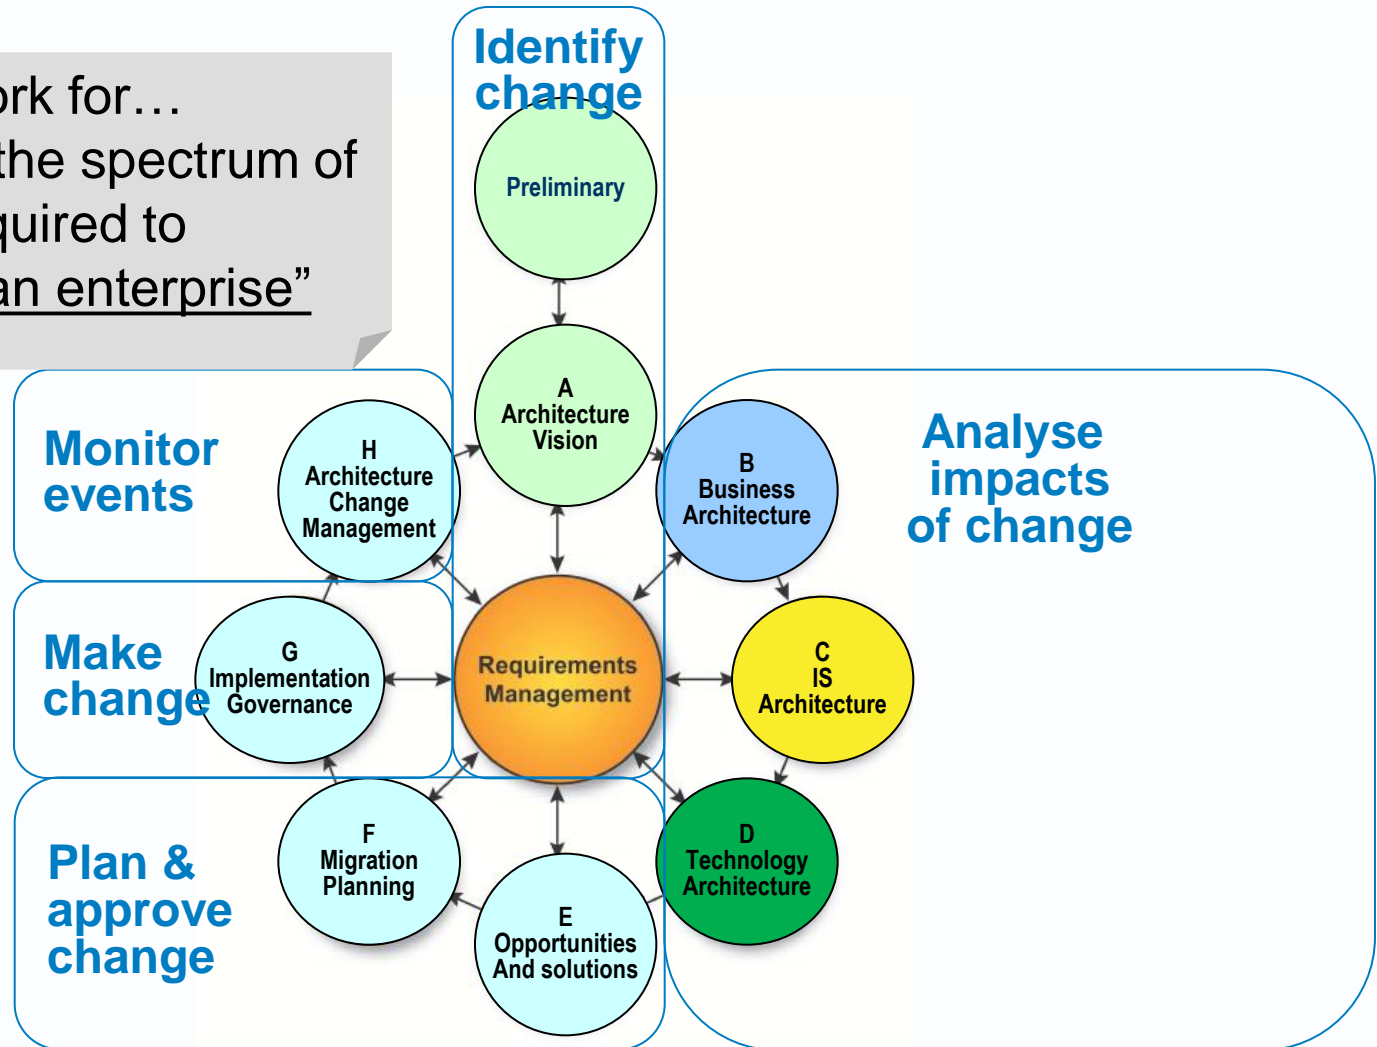 Identify
change
ork for…
the spectrum of
quired to
an enterprise”
Preliminary
A
Architecture
Vision
Monitor
events
H
Architecture
Change
Management
B
Business
Architecture
Analyse
impacts
of change
Make
change
G
Implementation
Governance
Requirements
Management
C
IS
Architecture
Plan &
approve
change
F
Migration
Planning
E
Opportunities
And solutions
D
Technology
Architecture